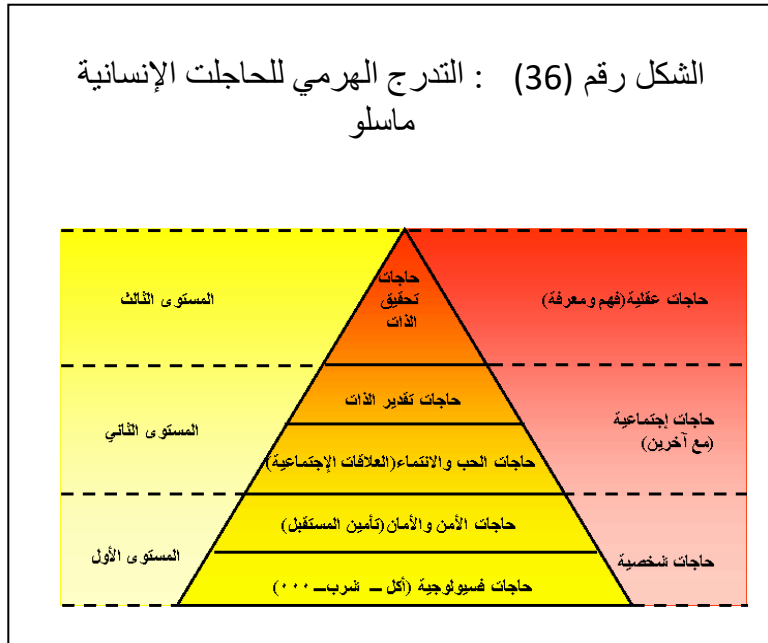 الشكل رقم (36) : التدرج الهرمي للحاجلت الإنسانية
ماسلو
حاجات
تحقيق
الذات
حاجات عقلية(فهم ومعرفة)
المستوى الثالث
حاجات تقدير الذات
حاجات إجتماعية
(مع آخرين)
المستوى الثاني
حاجات الحب والانتماء(العلاقات الإجتماعية)
حاجات الأمن والأمان(تأمين المستقبل)
حاجات شخصية
المستوى الأول
حاجات فسيولوجية (أكل – شرب– ٠٠٠)